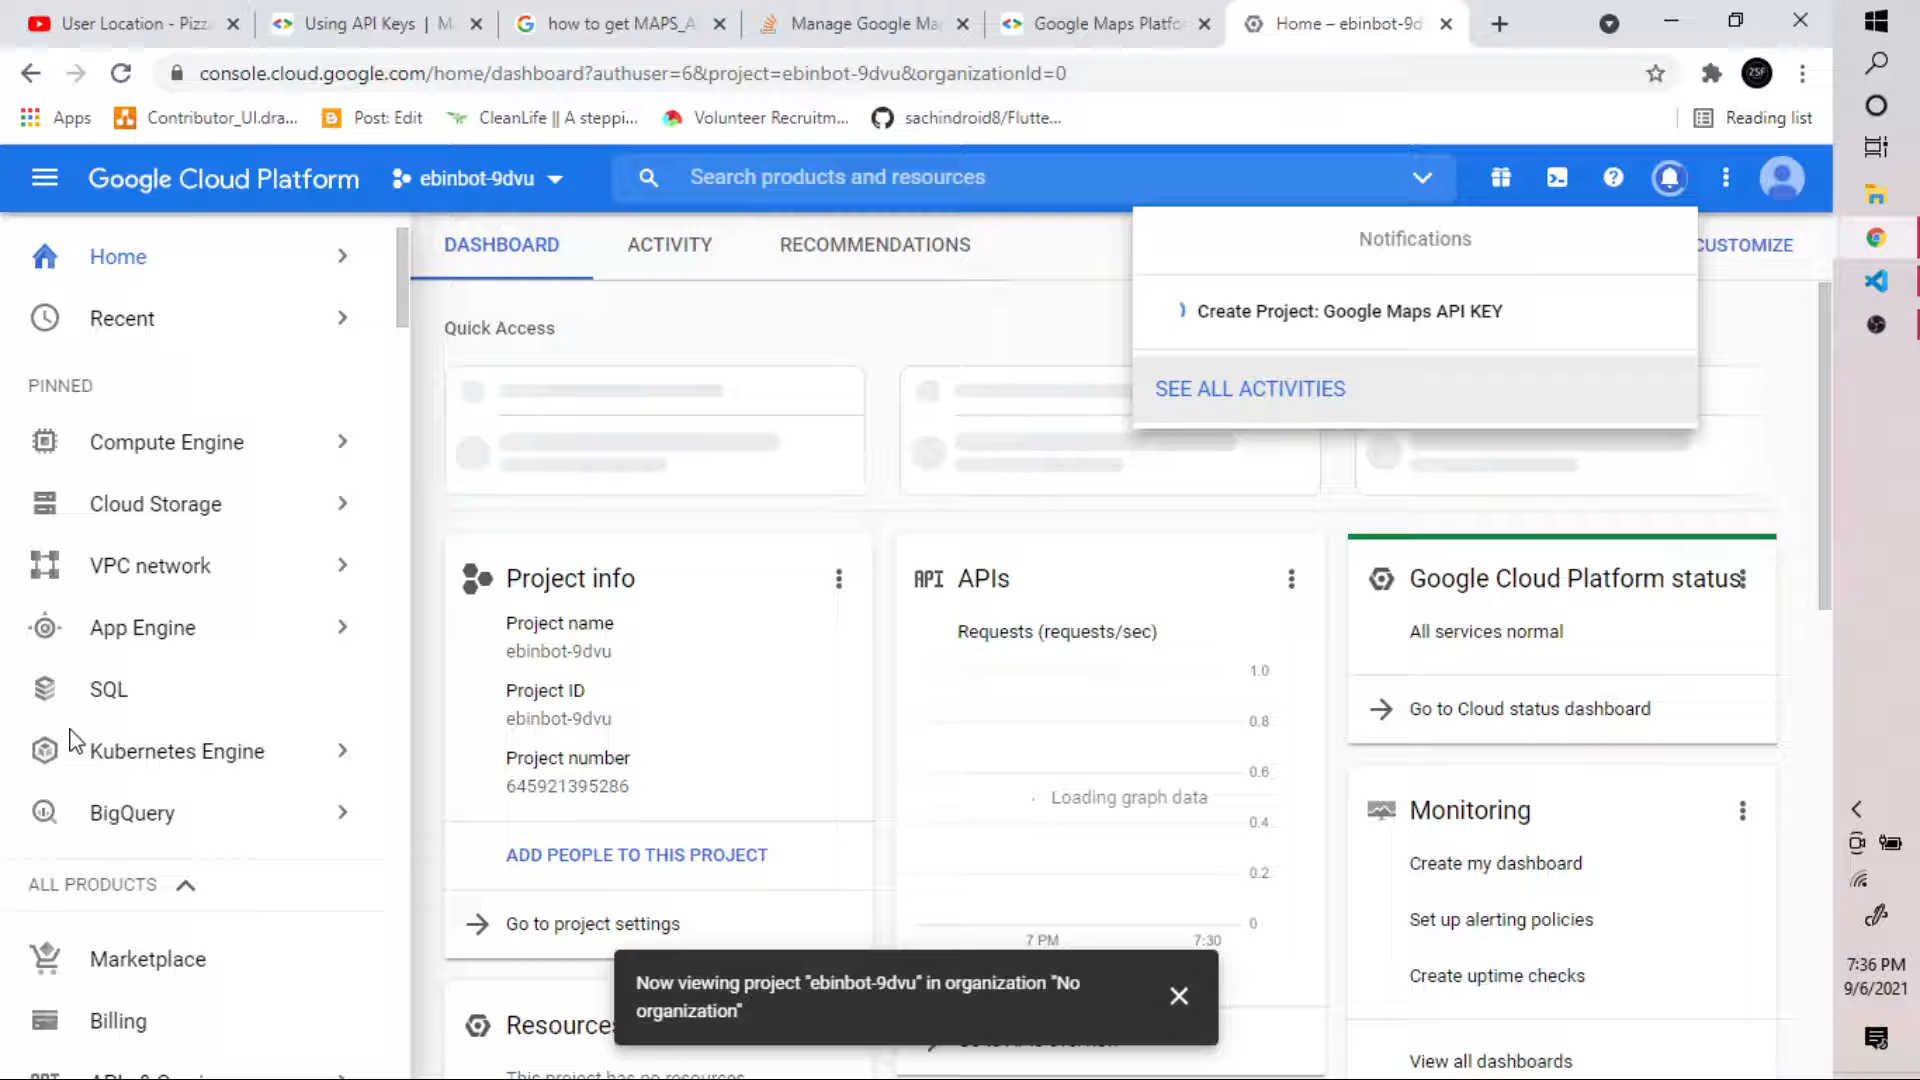 User Location - Pizz
Using API Keys | M
how to get MAPS_A
Manage Google Ma
Google Maps Platfo
Home – ebinbot-9d
console.cloud.google.com/home/dashboard?authuser=6&project=ebinbot-9dvu&organizationId=0
Apps
Contributor_UI.dra...
Post: Edit
CleanLife || A steppi...
Volunteer Recruitm...
sachindroid8/Flutte...
Reading list
Google Cloud Platform
ebinbot-9dvu
Search products and resources
Home
Recent
PINNED
Compute Engine
Cloud Storage
VPC network
App Engine
SQL
Kubernetes Engine
BigQuery
ALL PRODUCTS
Marketplace
Billing
DASHBOARD
ACTIVITY
RECOMMENDATIONS
CUSTOMIZE
Notifications
Create Project: Google Maps API KEY
SEE ALL ACTIVITIES
Quick Access
Project info
Project name
ebinbot-9dvu
Project ID
ebinbot-9dvu
Project number
645921395286
ADD PEOPLE TO THIS PROJECT
Go to project settings
Resources
This project has no resources
API APIs
Requests (requests/sec)
1.0
0.8
0.6
Loading graph data
0.4
0.2
0
7 PM
7:30
Google Cloud Platform status
All services normal
Go to Cloud status dashboard
Monitoring
Create my dashboard
Set up alerting policies
Create uptime checks
View all dashboards
Now viewing project "ebinbot-9dvu" in organization "No
organization"
7:36 PM
9/6/2021